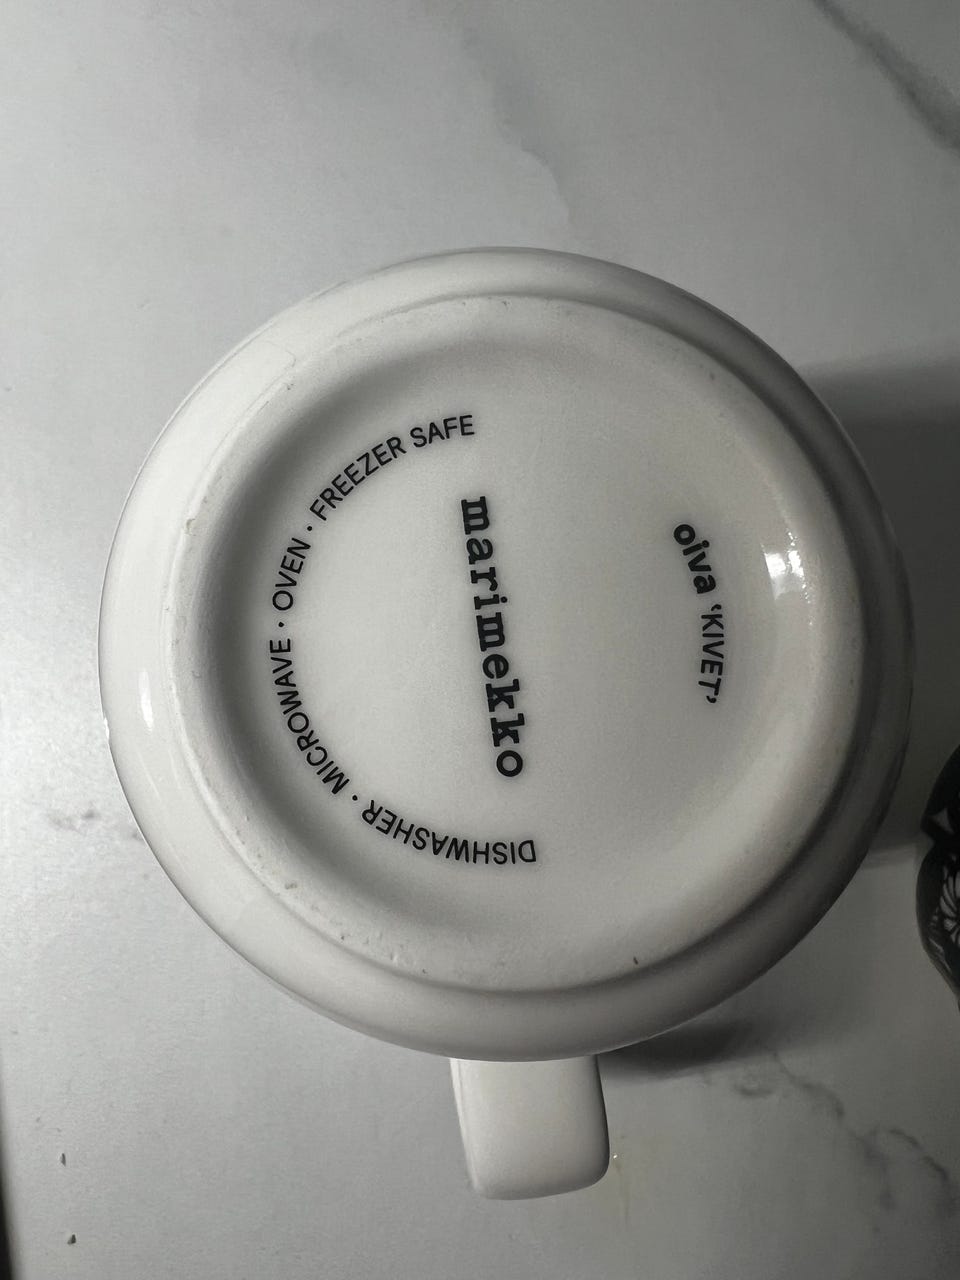 DISHWASHER · MICROWAVE · OVEN · FREEZER SAFE
marimekko
oiva ‘KIVET’